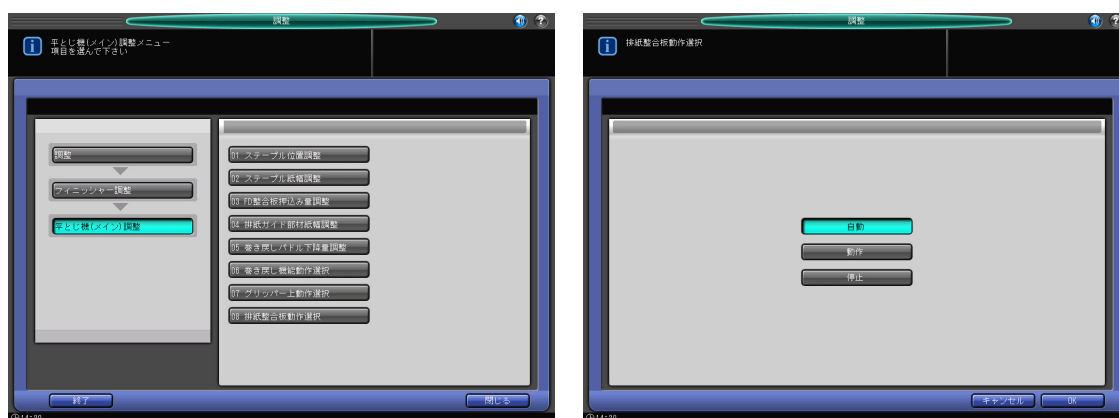 調整
平とじ機(メイン)調整メニュー
項目を選んで下さい
調整
フィニッシャー調整
平とじ機(メイン)調整
01 ステープル位置調整
02 ステープル紙幅調整
03 FD整合板押込み量調整
04 排紙ガイド部材紙幅調整
05 巻き戻しパドル下降量調整
06 巻き戻し機能動作選択
07 グリッパー上動作選択
08 排紙整合板動作選択
終了
閉じる
調整
排紙整合板動作選択
自動
動作
停止
キャンセル
OK